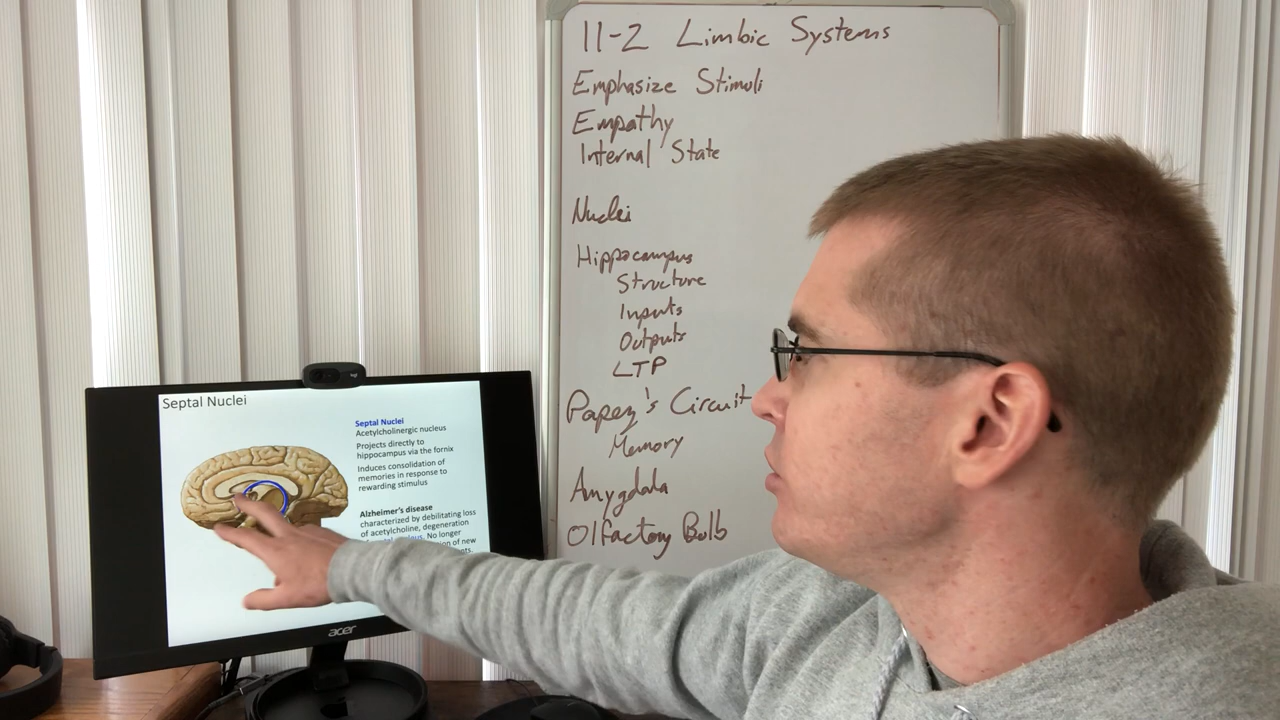 11-2 Limbic Systems
Emphasize Stimuli
Empathy
Internal State
Nuclei
Hippocampus
Structure
Inputs
Outputs
LTP
Papez's Circuit
Memory
Amygdala
Olfactory Bulb
Septal Nuclei
Septal Nuclei
Acetylcholinergic nucleus
Projects directly to
hippocampus via the fornix
Induces consolidation of
memories in response to
rewarding stimulus
Alzheimer's disease
characterized by debilitating loss
of acetylcholine, degeneration
No longer
of new
acer